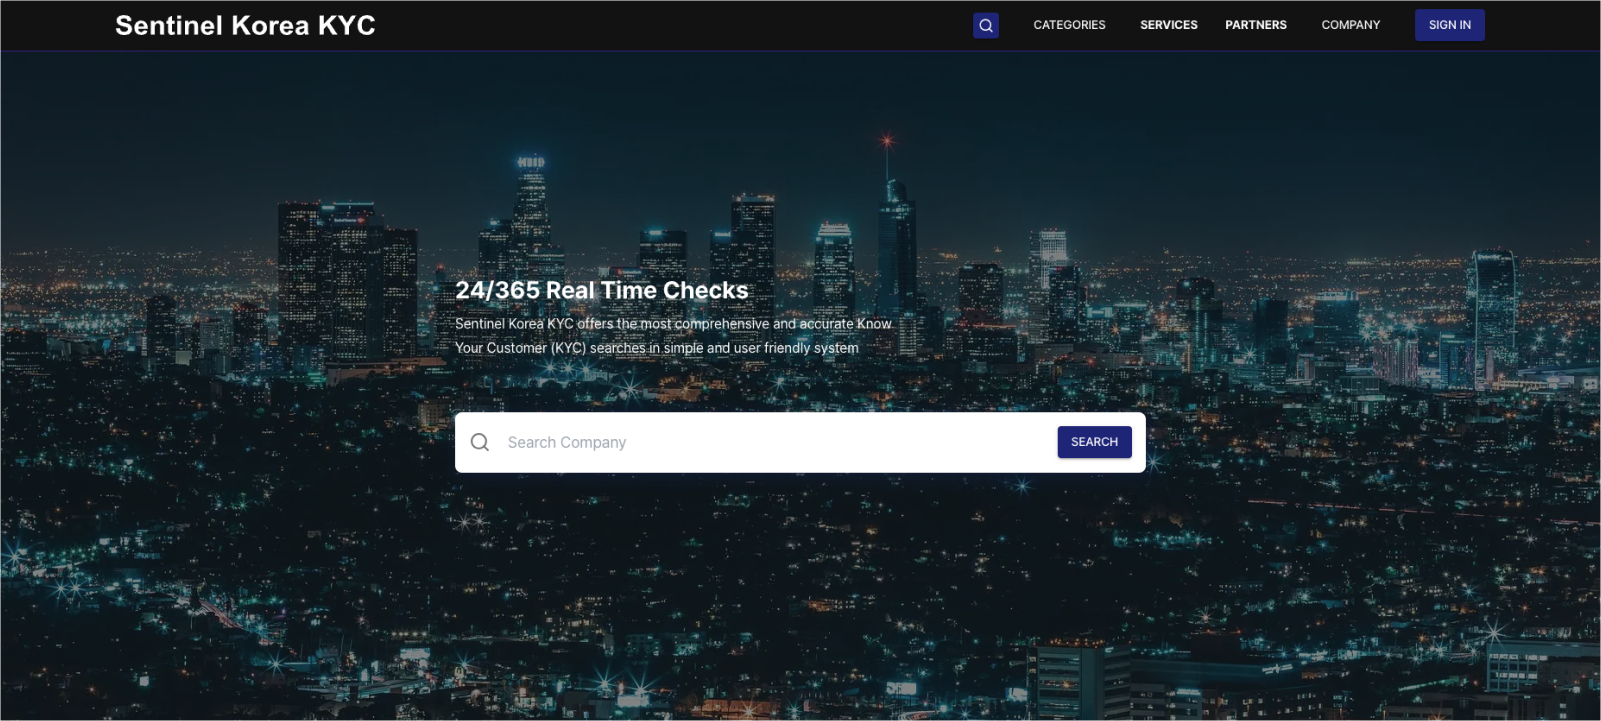 Sentinel Korea KYC
CATEGORIES
SERVICES
PARTNERS
COMPANY
SIGN IN
24/365 Real Time Checks
Sentinel Korea KYC offers the most comprehensive and accurate Know
Your Customer (KYC) searches in simple and user friendly system
Search Company
SEARCH